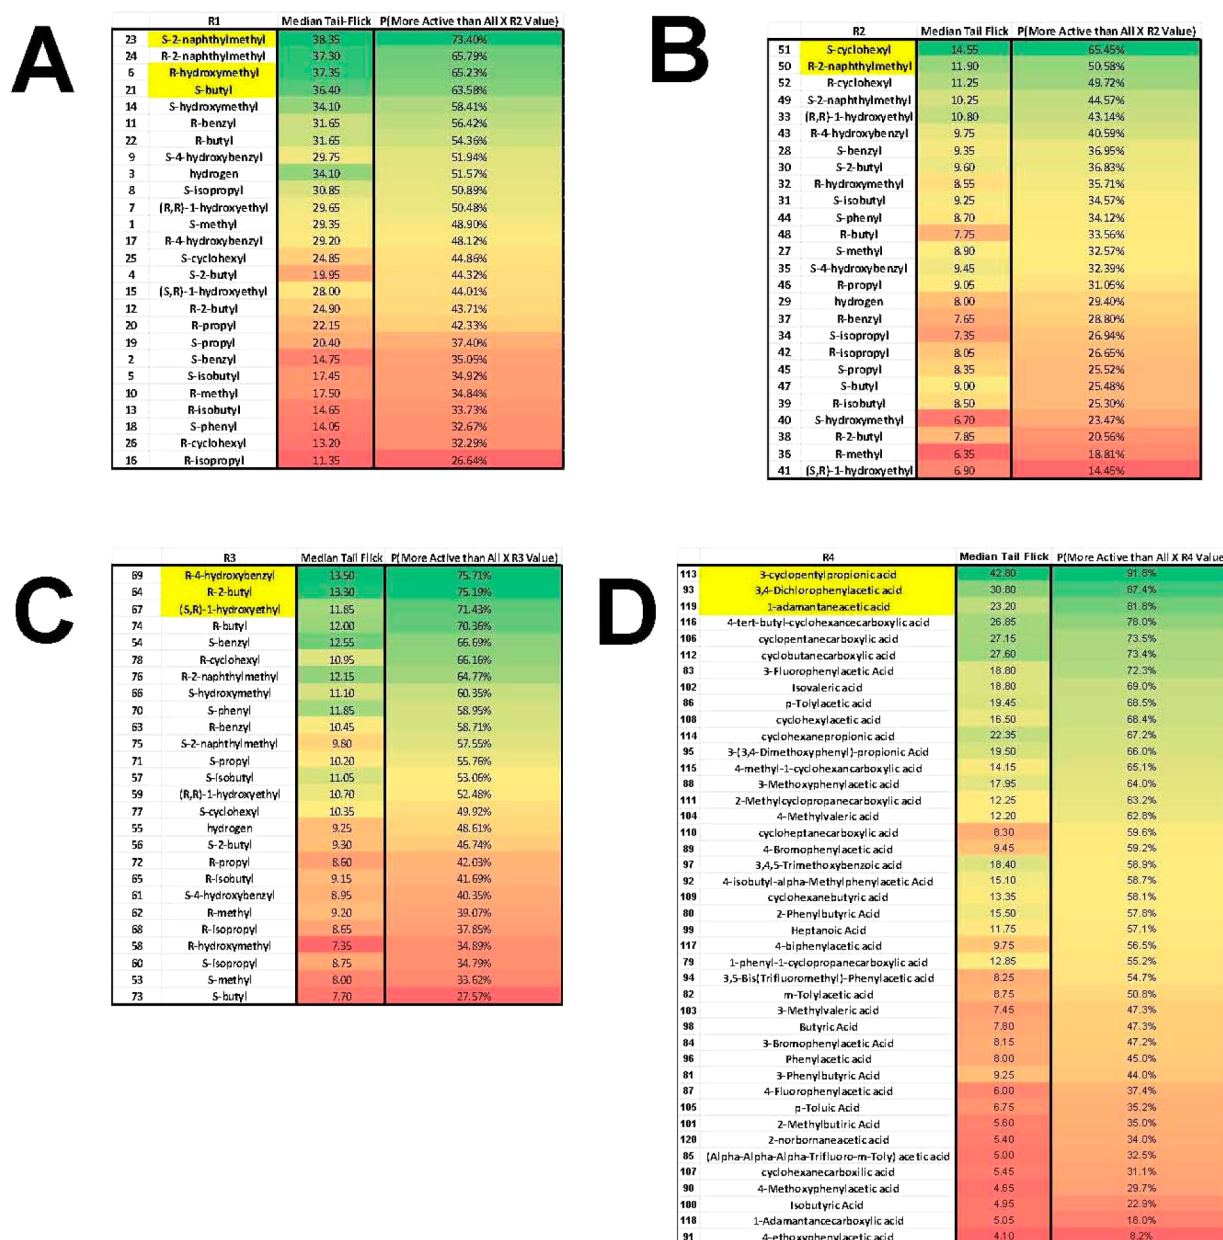 A
R1 Median Tail-Flick P(More Active than All X R2 Value)
23 S-2-naphthylmethyl 38.35 73.40%
24 R-2-naphthylmethyl 37.30 65.79%
6 R-hydroxymethyl 37.35 65.23%
21 S-butyl 36.40 63.58%
14 S-hydroxymethyl 34.10 58.41%
11 R-benzyl 31.65 56.42%
22 R-butyl 31.65 54.36%
9 S-4-hydroxybenzyl 29.75 51.94%
3 hydrogen 34.10 51.57%
8 S-isopropyl 30.85 50.89%
7 (R,R)-1-hydroxyethyl 29.65 50.48%
1 S-methyl 29.35 48.90%
17 R-4-hydroxybenzyl 29.20 48.12%
25 S-cyclohexyl 24.85 44.86%
4 S-2-butyl 19.95 44.32%
15 (S,R)-1-hydroxyethyl 28.00 44.01%
12 R-2-butyl 24.90 43.71%
20 R-propyl 22.15 42.33%
19 S-propyl 20.40 37.40%
2 S-benzyl 14.75 35.05%
5 S-isobutyl 17.45 34.92%
10 R-methyl 17.50 34.84%
13 R-isobutyl 14.65 33.73%
18 S-phenyl 14.05 32.67%
26 R-cyclohexyl 13.20 32.29%
16 R-isopropyl 11.35 26.64%
B
R2 Median Tail Flick P(More Active than All X R2 Value)
51 S-cyclohexyl 14.55 65.45%
50 R-2-naphthylmethyl 11.90 50.58%
52 R-cyclohexyl 11.25 49.72%
49 S-2-naphthylmethyl 10.25 44.57%
33 (R,R)-1-hydroxyethyl 10.80 43.14%
43 R-4-hydroxybenzyl 9.75 40.59%
28 S-benzyl 9.35 36.95%
30 S-2-butyl 9.60 36.83%
32 R-hydroxymethyl 8.55 35.71%
31 S-isobutyl 9.25 34.57%
44 S-phenyl 8.70 34.12%
48 R-butyl 7.75 33.56%
27 S-methyl 8.90 32.57%
35 S-4-hydroxybenzyl 9.45 32.39%
46 R-propyl 9.05 31.05%
29 hydrogen 8.00 29.40%
37 R-benzyl 7.65 28.80%
34 S-isopropyl 7.35 26.94%
42 R-isopropyl 8.05 26.65%
45 S-propyl 8.35 25.52%
47 S-butyl 9.00 25.48%
39 R-isobutyl 8.50 25.30%
40 S-hydroxymethyl 6.70 23.47%
38 R-2-butyl 7.85 20.56%
36 R-methyl 6.35 18.81%
41 (S,R)-1-hydroxyethyl 6.90 14.45%
C
R3 Median Tail Flick P(More Active than All X R3 Value)
69 R-4-hydroxybenzyl 13.50 75.71%
64 R-2-butyl 13.30 75.19%
67 (S,R)-1-hydroxyethyl 11.85 71.43%
74 R-butyl 12.00 70.36%
54 S-benzyl 12.55 66.69%
78 R-cyclohexyl 10.95 66.16%
76 R-2-naphthylmethyl 12.15 64.77%
66 S-hydroxymethyl 11.10 60.35%
70 S-phenyl 11.85 58.95%
63 R-benzyl 10.45 58.71%
75 S-2-naphthylmethyl 9.80 57.55%
71 S-propyl 10.20 55.76%
57 S-isobutyl 11.05 53.06%
59 (R,R)-1-hydroxyethyl 10.70 52.48%
77 S-cyclohexyl 10.35 49.92%
55 hydrogen 9.25 48.61%
56 S-2-butyl 9.30 46.74%
72 R-propyl 8.60 42.03%
65 R-isobutyl 9.15 41.69%
61 S-4-hydroxybenzyl 8.95 40.35%
62 R-methyl 9.20 39.07%
68 R-isopropyl 8.65 37.85%
58 R-hydroxymethyl 7.35 34.89%
60 S-isopropyl 8.75 34.79%
53 S-methyl 8.00 33.62%
73 S-butyl 7.70 27.57%
D
R4 Median Tail Flick P(More Active than All X R4 Value)
113 3-cyclopentylpropionic acid 42.80 91.8%
93 3,4-Dichlorophenylacetic acid 30.80 87.4%
119 1-adamantaneacetic acid 23.20 81.8%
116 4-tert-butyl-cyclohexancecarboxylic acid 26.85 78.0%
106 cyclopentanecarboxylic acid 27.15 73.5%
112 cyclobutanecarboxylic acid 27.60 73.4%
83 3-Fluorophenylacetic Acid 18.80 72.3%
102 Isovaleric acid 18.80 69.0%
86 p-Tolylacetic acid 19.45 68.5%
108 cyclohexylacetic acid 16.50 68.4%
114 cyclohexanepropionic acid 22.35 67.2%
95 3-(3,4-Dimethoxyphenyl)-propionic Acid 19.50 66.0%
115 4-methyl-1-cyclohexancarboxylic acid 14.15 65.1%
88 3-Methoxyphenylacetic acid 17.95 64.0%
111 2-Methylcyclopropanecarboxylic acid 12.25 63.2%
104 4-Methylvaleric acid 12.20 62.8%
110 cycloheptanecarboxylic acid 8.30 59.6%
89 4-Bromophenylacetic acid 9.45 59.2%
97 3,4,5-Trimethoxybenzoic acid 18.40 58.9%
92 4-isobutyl-alpha-Methylphenylacetic Acid 15.10 58.7%
109 cyclohexanebutyric acid 13.35 58.1%
80 2-Phenylbutyric Acid 15.50 57.8%
99 Heptanoic Acid 11.75 57.1%
117 4-biphenylacetic acid 9.75 56.5%
79 1-phenyl-1-cyclopropanecarboxylic acid 12.85 55.2%
94 3,5-Bis(Trifluoromethyl)-Phenylacetic Acid 8.25 54.7%
82 m-Tolylacetic acid 8.75 50.8%
103 3-Methylvaleric acid 7.45 47.3%
98 Butyric Acid 7.80 47.3%
84 3-Bromophenylacetic Acid 8.15 47.2%
96 Phenylacetic acid 8.00 45.0%
81 3-Phenylbutyric Acid 9.25 44.0%
87 4-Fluorophenylacetic acid 6.00 37.4%
105 p-Toluic Acid 6.75 35.2%
101 2-Methylbutiric Acid 5.60 35.0%
120 2-norbornaneacetic acid 5.40 34.0%
85 (Alpha-Alpha-Alpha-Trifluoro-m-Toly) acetic acid 5.00 32.5%
107 cyclohexanecarboxilic acid 5.45 31.1%
90 4-Methoxyphenylacetic acid 4.65 29.7%
100 Isobutyric Acid 4.95 22.9%
118 1-Adamantancecarboxylic acid 5.05 18.0%
91 4-ethoxyphenylacetic acid 4.10 8.2%